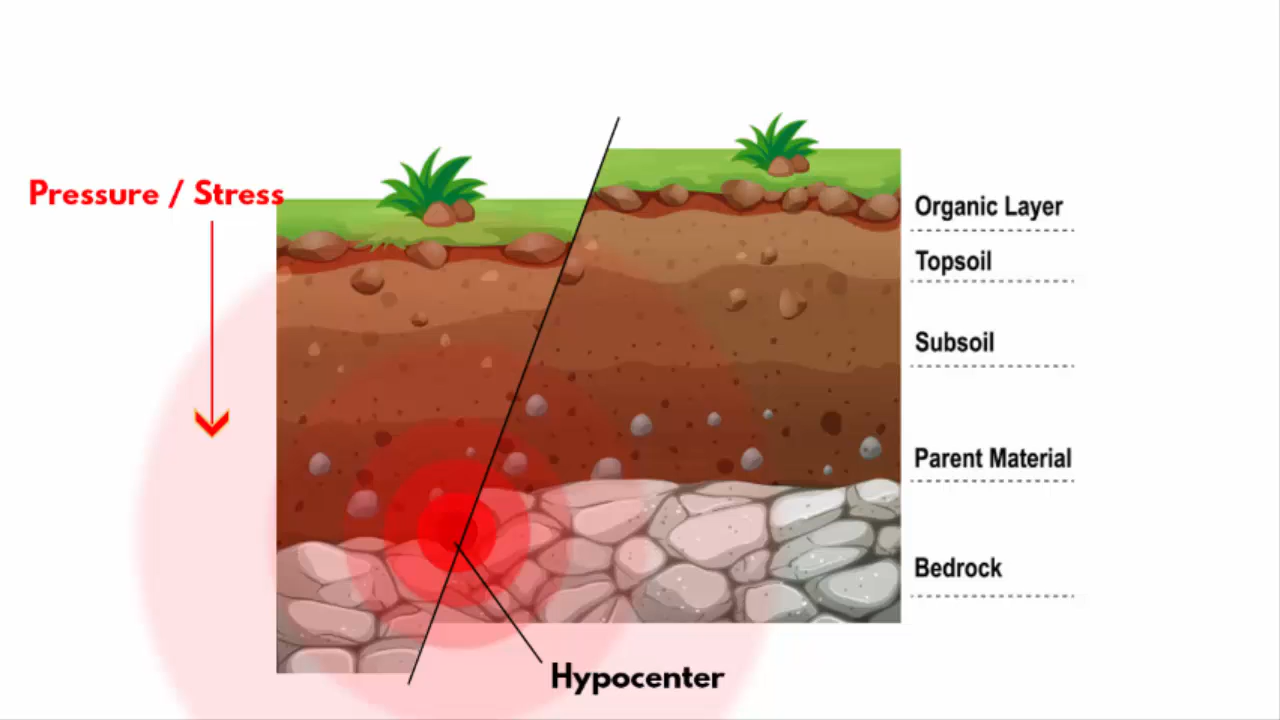 Pressure / Stress
Organic Layer
Topsoil
Subsoil
Parent Material
Bedrock
Hypocenter